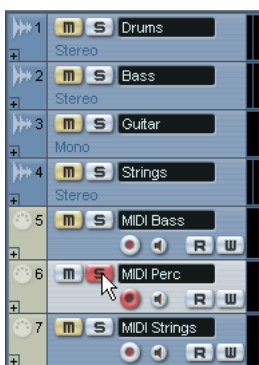 1 m S Drums
Stereo
2 m S Bass
Stereo
3 m S Guitar
Mono
4 m S Strings
Stereo
5 m S MIDI Bass
R W
6 m S MIDI Perc
R W
7 m S MIDI Strings
R W